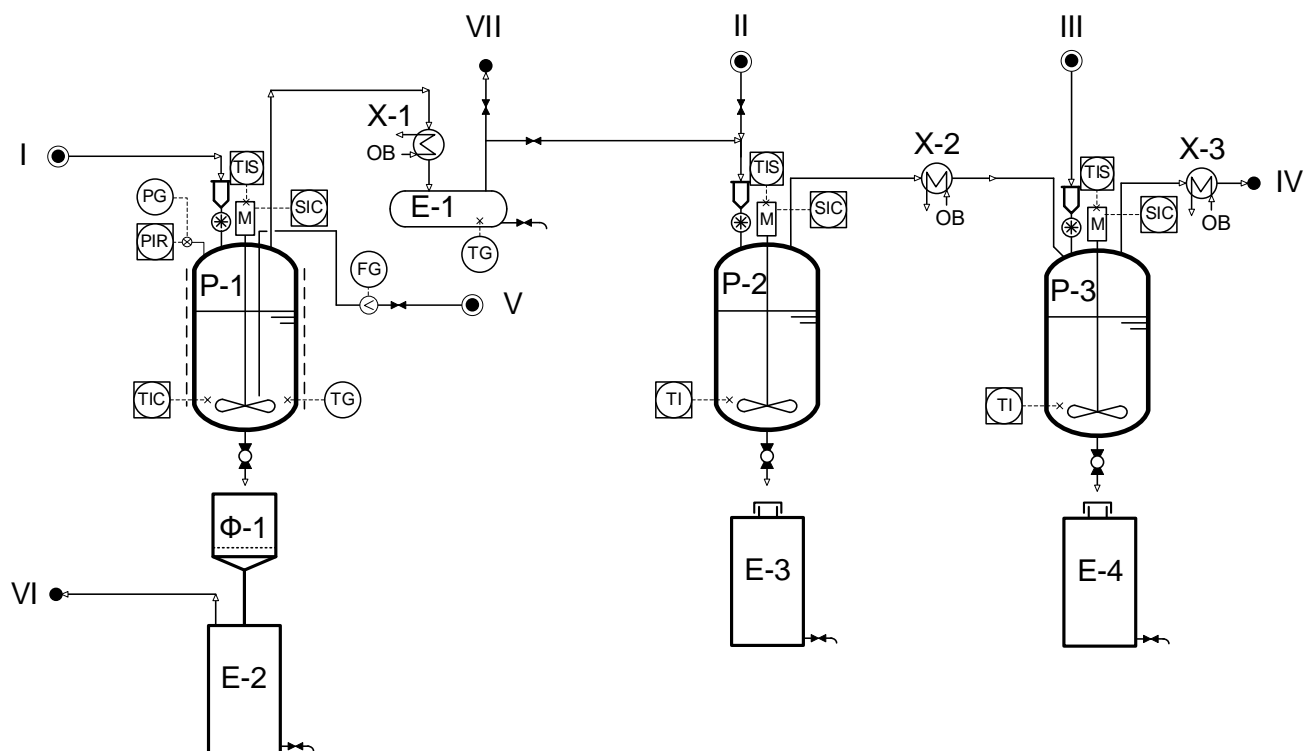 VII
II
III
X-1
I
TIS
OB
X-2
TIS
TIS
X-3
PG
SIC
E-1
M
M
SIC
OB
M
SIC
OB
IV
PIR
TG
FG
P-1
V
P-2
P-3
TIC
TG
TI
TI
Ф-1
E-3
E-4
VI
E-2